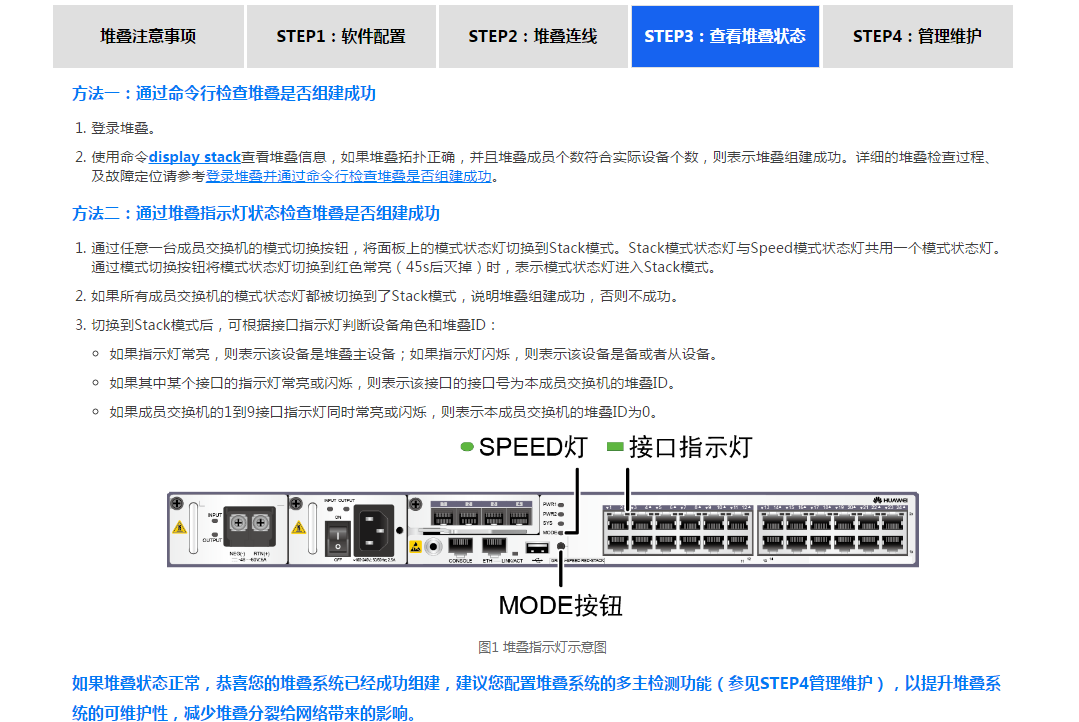 堆叠注意事项
STEP1：软件配置
STEP2：堆叠连线
STEP3：查看堆叠状态
STEP4：管理维护
方法一：通过命令行检查堆叠是否组建成功
1. 登录堆叠。
2. 使用命令display stack查看堆叠信息，如果堆叠拓扑正确，并且堆叠成员个数符合实际设备个数，则表示堆叠组建成功。详细的堆叠检查过程、
及故障定位请参考登录堆叠并通过命令行检查堆叠是否组建成功。
方法二：通过堆叠指示灯状态检查堆叠是否组建成功
1. 通过任意一台成员交换机的模式切换按钮，将面板上的模式状态灯切换到Stack模式。Stack模式状态灯与Speed模式状态灯共用一个模式状态灯。
通过模式切换按钮将模式状态灯切换到红色常亮（45s后灭掉）时，表示模式状态灯进入Stack模式。
2. 如果所有成员交换机的模式状态灯都被切换到了Stack模式，说明堆叠组建成功，否则不成功。
3. 切换到Stack模式后，可根据接口指示灯判断设备角色和堆叠ID：
如果指示灯常亮，则表示该设备是堆叠主设备；如果指示灯闪烁，则表示该设备是备或者从设备。
如果其中某个接口的指示灯常亮或闪烁，则表示该接口的接口号为本成员交换机的堆叠ID。
如果成员交换机的1到9接口指示灯同时常亮或闪烁，则表示本成员交换机的堆叠ID为0。
SPEED灯 接口指示灯
HUAWEI
INPUT OUTPUT
PWR1
PWR2
SYS
MODE
INPUT
OUTPUT
ON
OFF
NEG(-) RTN(+)
CONSOLE ETH LINK/ACT
MODE按钮
图1 堆叠指示灯示意图
如果堆叠状态正常，恭喜您的堆叠系统已经成功组建，建议您配置堆叠系统的多主检测功能（参见STEP4管理维护），以提升堆叠系
统的可维护性，减少堆叠分裂给网络带来的影响。